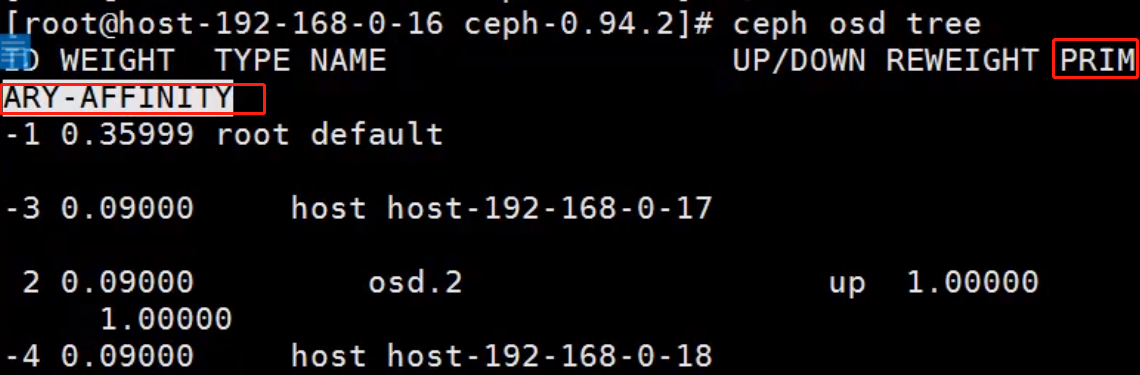 [root@host-192-168-0-16 ceph-0.94.2]# ceph osd tree
ID WEIGHT  TYPE NAME                  UP/DOWN REWEIGHT PRIM
ARY-AFFINITY
-1 0.35999 root default
-3 0.09000     host host-192-168-0-17
 2 0.09000         osd.2                   up  1.00000
     1.00000
-4 0.09000     host host-192-168-0-18